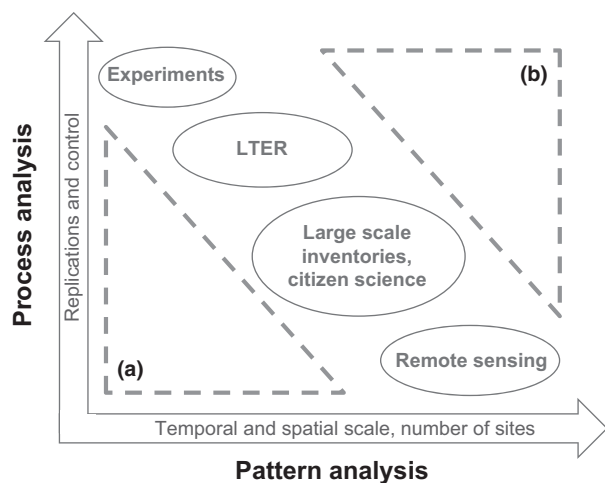 Experiments
(b)
LTER
Large scale
inventories,
citizen science
(a)
Remote sensing
Process analysis
Replications and control
Temporal and spatial scale, number of sites
Pattern analysis